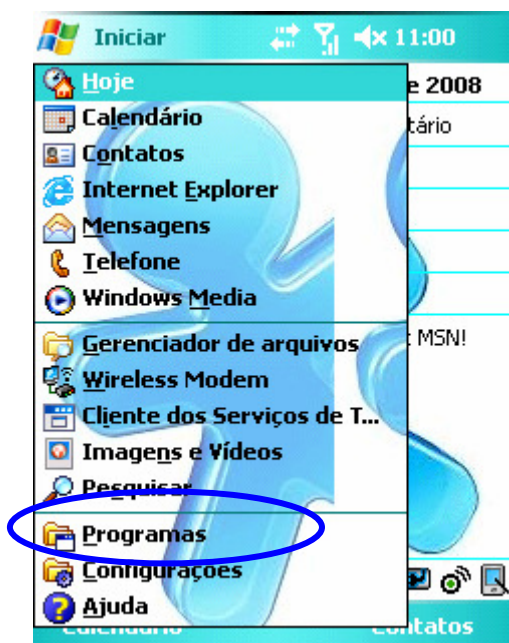 Iniciar 11:00
Hoje
e 2008
Calendário
tário
Contatos
Internet Explorer
Mensagens
Telefone
Windows Media
Gerenciador de arquivos
: MSN!
Wireless Modem
Cliente dos Serviços de T...
Imagens e Vídeos
Pesquisar
Programas
Configurações
Ajuda
Calendário
Contatos